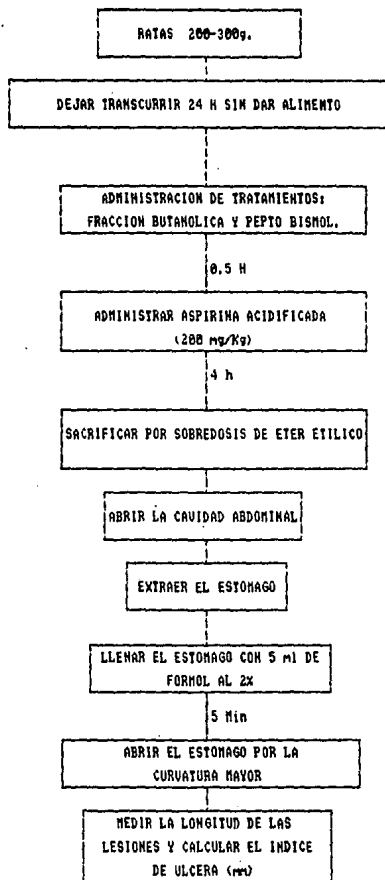 RATAS 200-300g.
DEJAR TRANSCURRIR 24 H SIN DAR ALIMENTO
ADMINISTRACION DE TRATAMIENTOS:
FRACCION BUTANOLICA Y PEPTO BISMOL.
0.5 H
ADMINISTRAR ASPIRINA ACIDIFICADA
(200 mg/Kg)
4 h
SACRIFICAR POR SOBREDOSIS DE ETER ETILICO
ABRIR LA CAVIDAD ABDOMINAL
EXTRAER EL ESTOMAGO
LLENAR EL ESTOMAGO CON 5 ml DE
FORMOL AL 2%
5 Min
ABRIR EL ESTOMAGO POR LA
CURVATURA MAYOR
MEDIR LA LONGITUD DE LAS
LESIONES Y CALCULAR EL INDICE
DE ULCERA (mm)